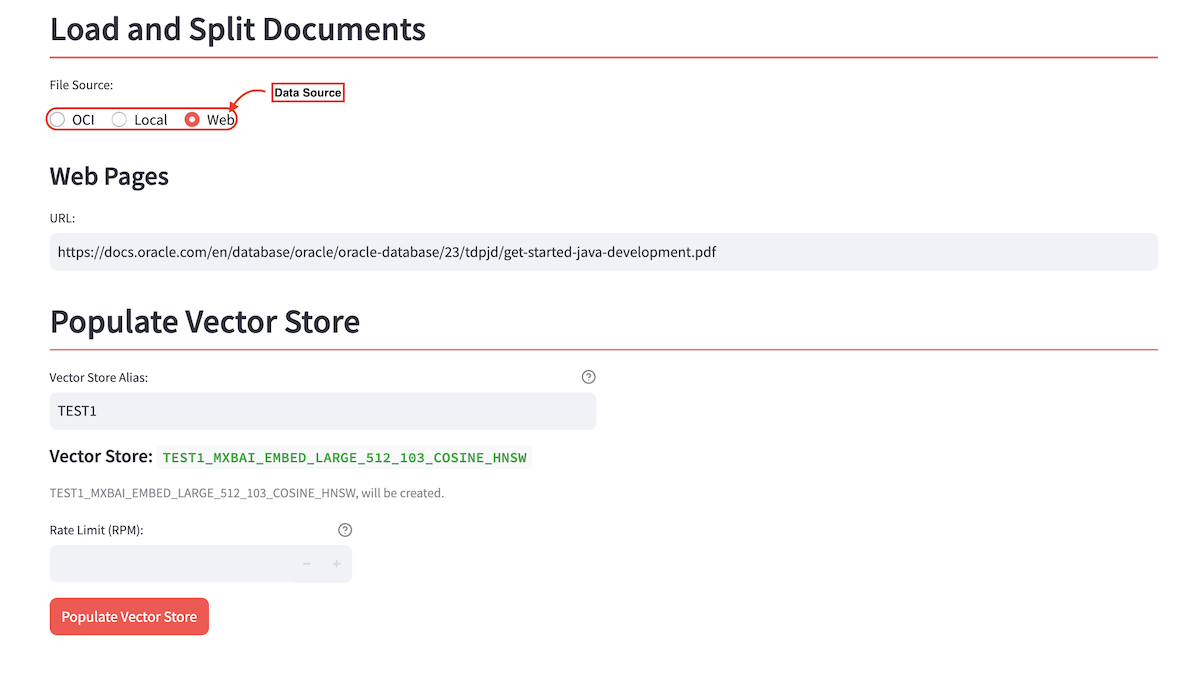 Load and Split Documents
File Source:
Data Source
OCI Local Web
Web Pages
URL:
https://docs.oracle.com/en/database/oracle/oracle-database/23/tdpjd/get-started-java-development.pdf
Populate Vector Store
Vector Store Alias:
TEST1
Vector Store: TEST1_MXBAI_EMBED_LARGE_512_103_COSINE_HNSW
TEST1_MXBAI_EMBED_LARGE_512_103_COSINE_HNSW, will be created.
Rate Limit (RPM):
Populate Vector Store